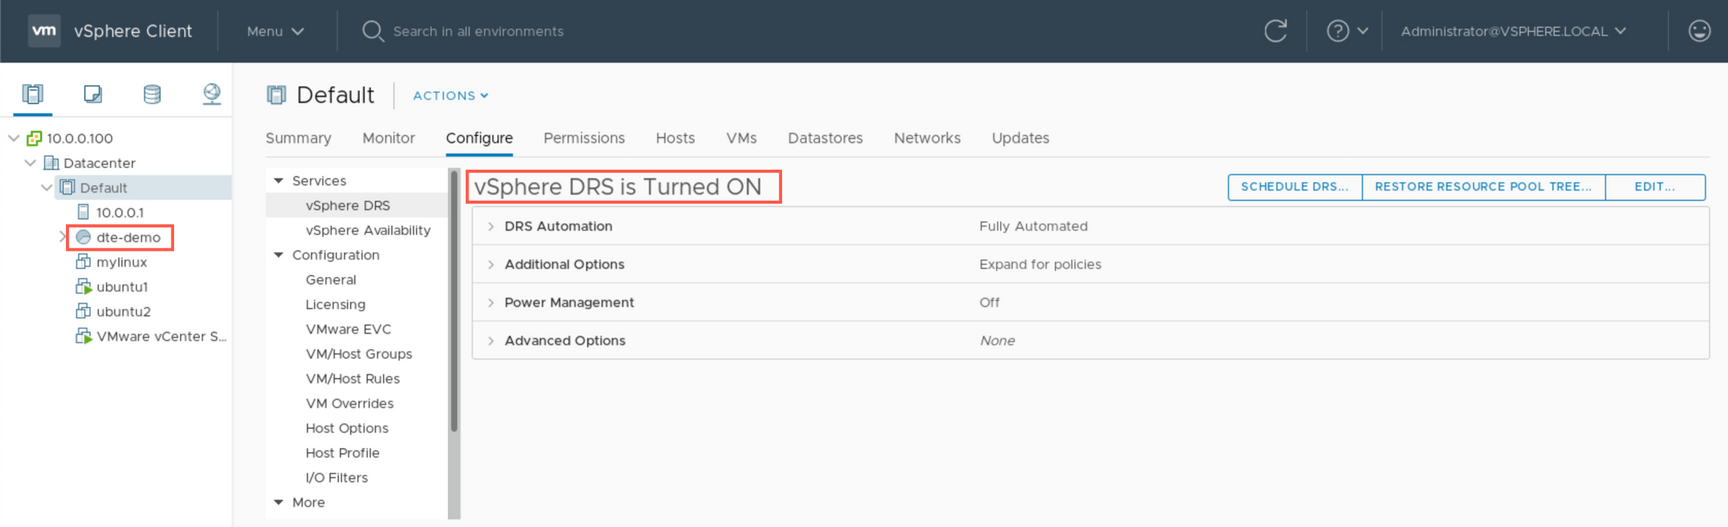 vm vSphere Client Menu Search in all environments ? Administrator@VSPHERE.LOCAL
10.0.0.100
Datacenter
Default
10.0.0.1
dte-demo
mylinux
ubuntu1
ubuntu2
VMware vCenter S...
Default ACTIONS
Summary Monitor Configure Permissions Hosts VMs Datastores Networks Updates
Services
vSphere DRS
vSphere Availability
Configuration
General
Licensing
VMware EVC
VM/Host Groups
VM/Host Rules
VM Overrides
Host Options
Host Profile
I/O Filters
More
vSphere DRS is Turned ON SCHEDULE DRS... RESTORE RESOURCE POOL TREE... EDIT...
DRS Automation Fully Automated
Additional Options Expand for policies
Power Management Off
Advanced Options None